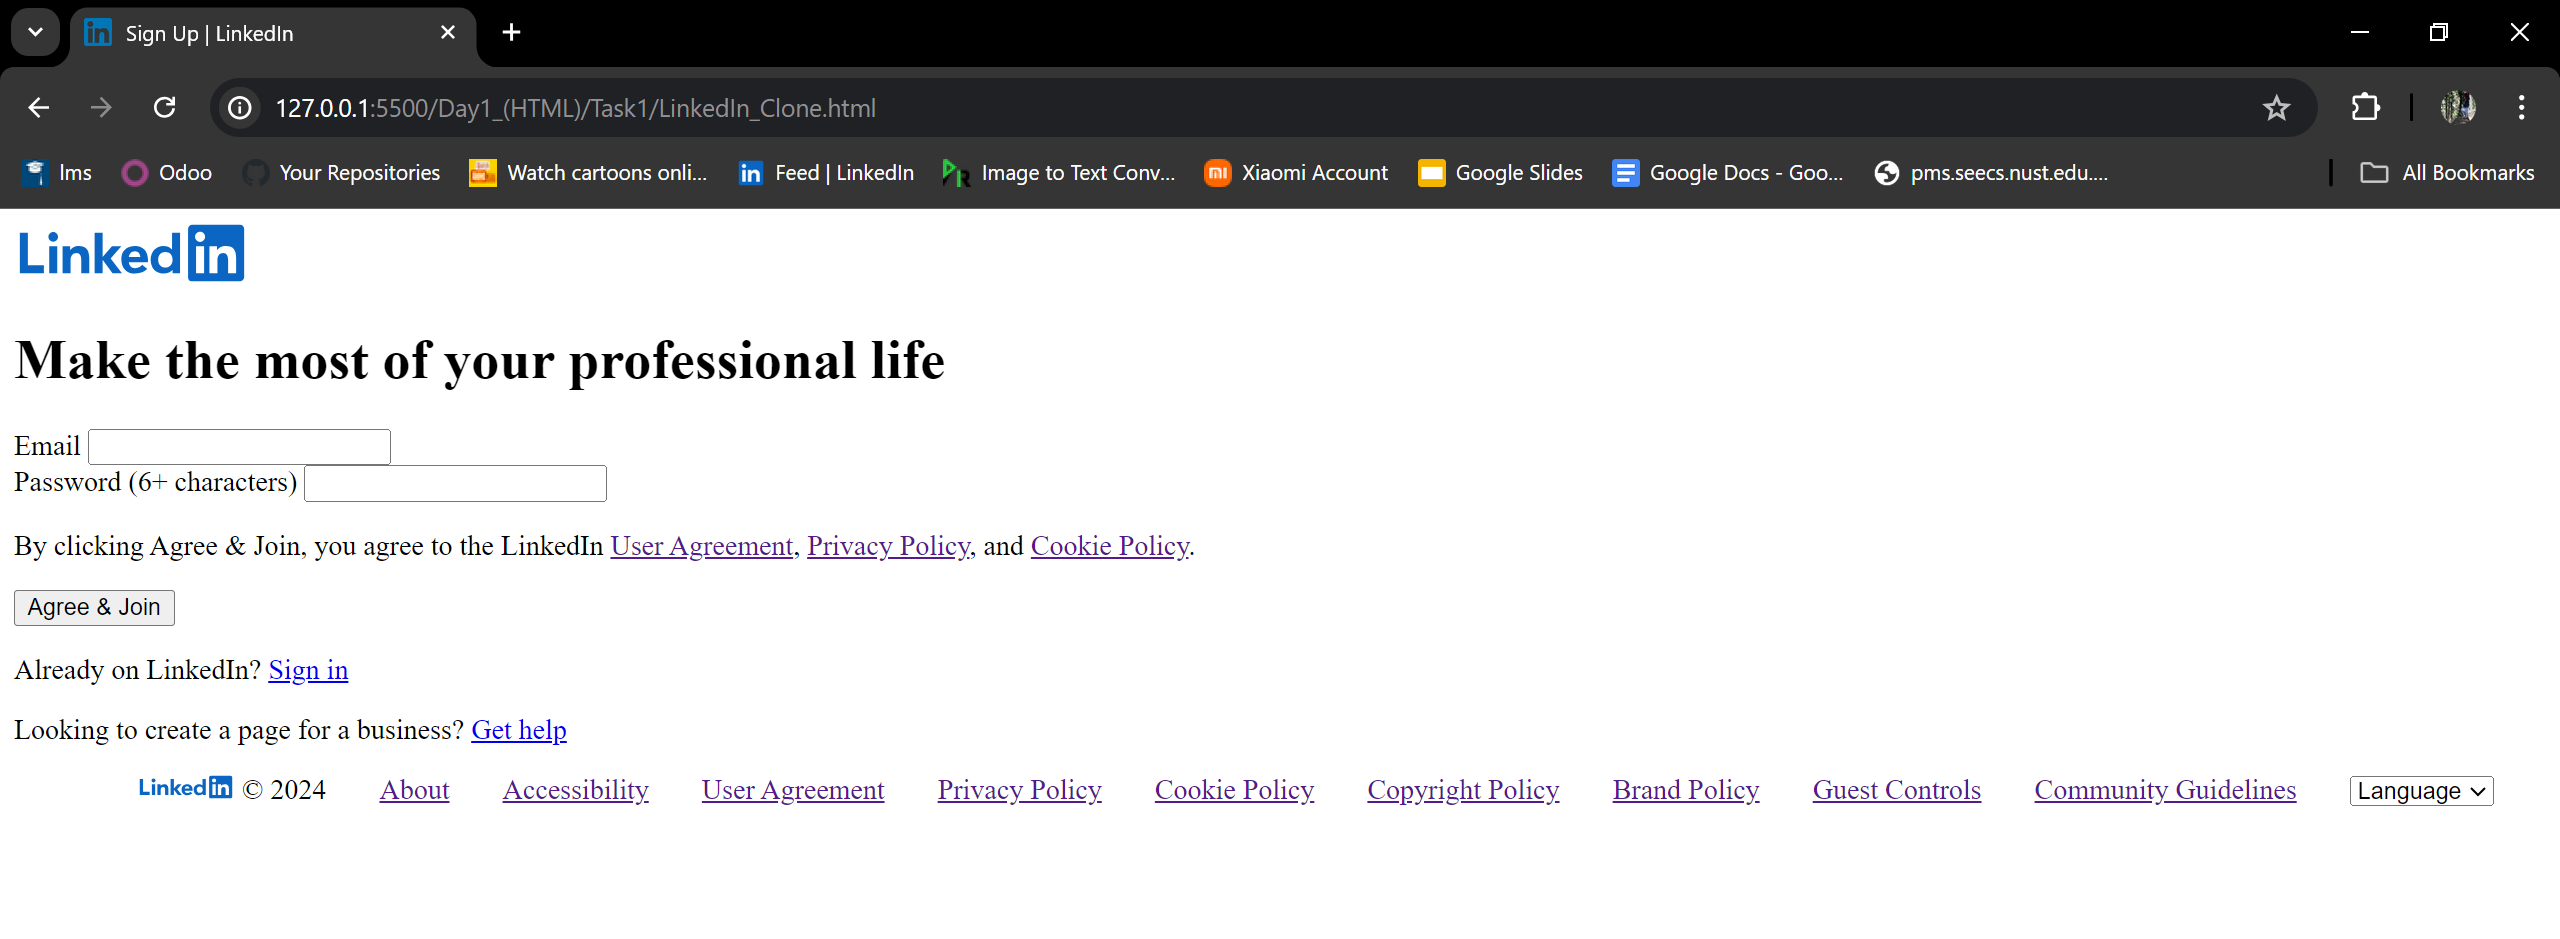 Sign Up | LinkedIn
127.0.0.1:5500/Day1_(HTML)/Task1/LinkedIn_Clone.html
lms Odoo Your Repositories Watch cartoons onli... Feed | LinkedIn Image to Text Conv... Xiaomi Account Google Slides Google Docs - Goo... pms.seecs.nust.edu.... All Bookmarks
LinkedIn
Make the most of your professional life
Email
Password (6+ characters)
By clicking Agree & Join, you agree to the LinkedIn User Agreement, Privacy Policy, and Cookie Policy.
Agree & Join
Already on LinkedIn? Sign in
Looking to create a page for a business? Get help
LinkedIn © 2024 About Accessibility User Agreement Privacy Policy Cookie Policy Copyright Policy Brand Policy Guest Controls Community Guidelines Language